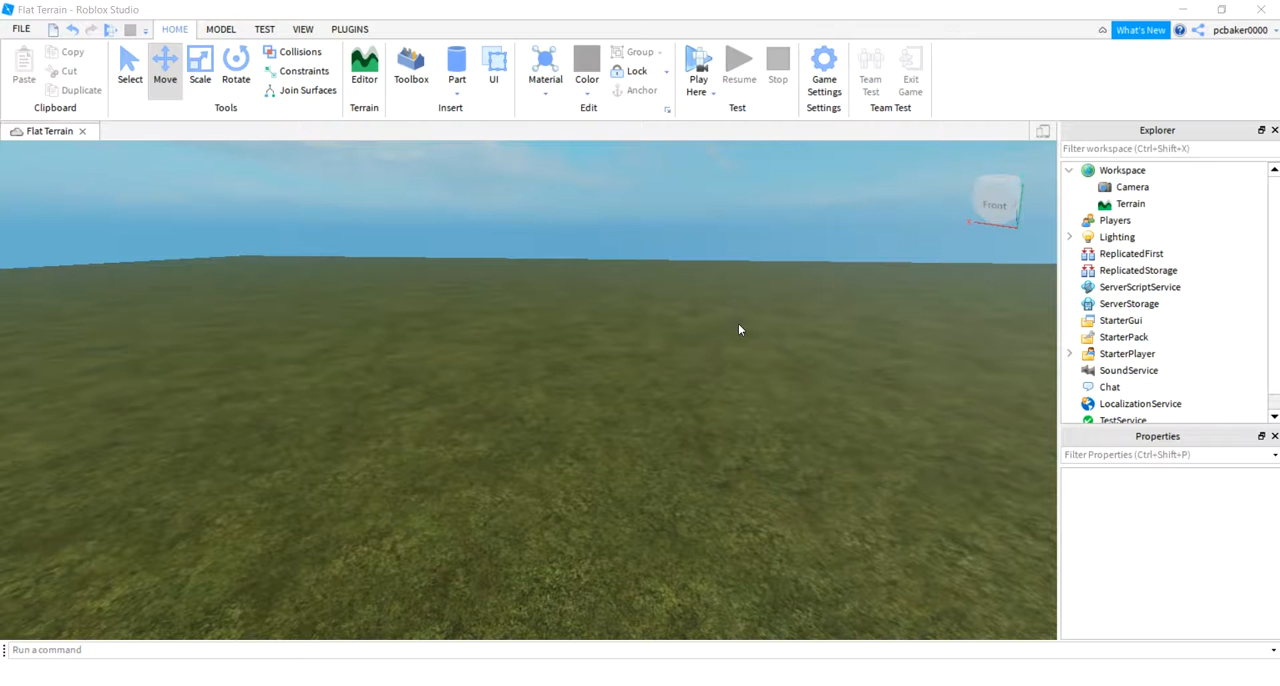 Flat Terrain - Roblox Studio
FILE HOME MODEL TEST VIEW PLUGINS What's New pcbaker0000
Paste Copy Cut Duplicate Clipboard
Select Move Scale Rotate Collisions Constraints Join Surfaces Tools
Editor Terrain
Toolbox Part UI Insert
Material Color Group Lock Anchor Edit
Play Here Resume Stop Test
Game Settings Settings
Team Test Exit Game Team Test
Flat Terrain
Front
Explorer
Filter workspace (Ctrl+Shift+X)
Workspace
Camera
Terrain
Players
Lighting
ReplicatedFirst
ReplicatedStorage
ServerScriptService
ServerStorage
StarterGui
StarterPack
StarterPlayer
SoundService
Chat
LocalizationService
TestService
Properties
Filter Properties (Ctrl+Shift+P)
Run a command